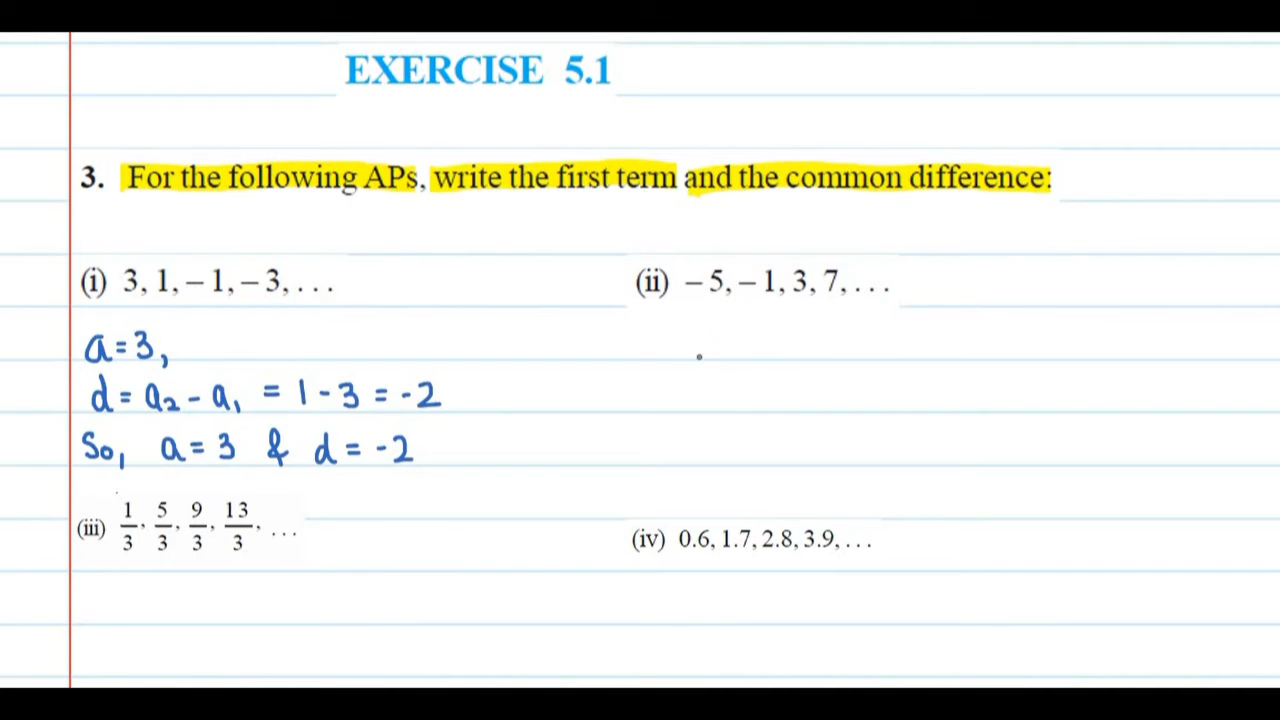 EXERCISE 5.1
3. For the following APs, write the first term and the common difference:
(i) 3, 1, – 1, – 3, . . .
(ii) – 5, – 1, 3, 7, . . .
a = 3,
d = a₂ - a₁ = 1 - 3 = -2
So, a = 3 & d = -2
(iii) 1/3, 5/3, 9/3, 13/3, . . .
(iv) 0.6, 1.7, 2.8, 3.9, . . .